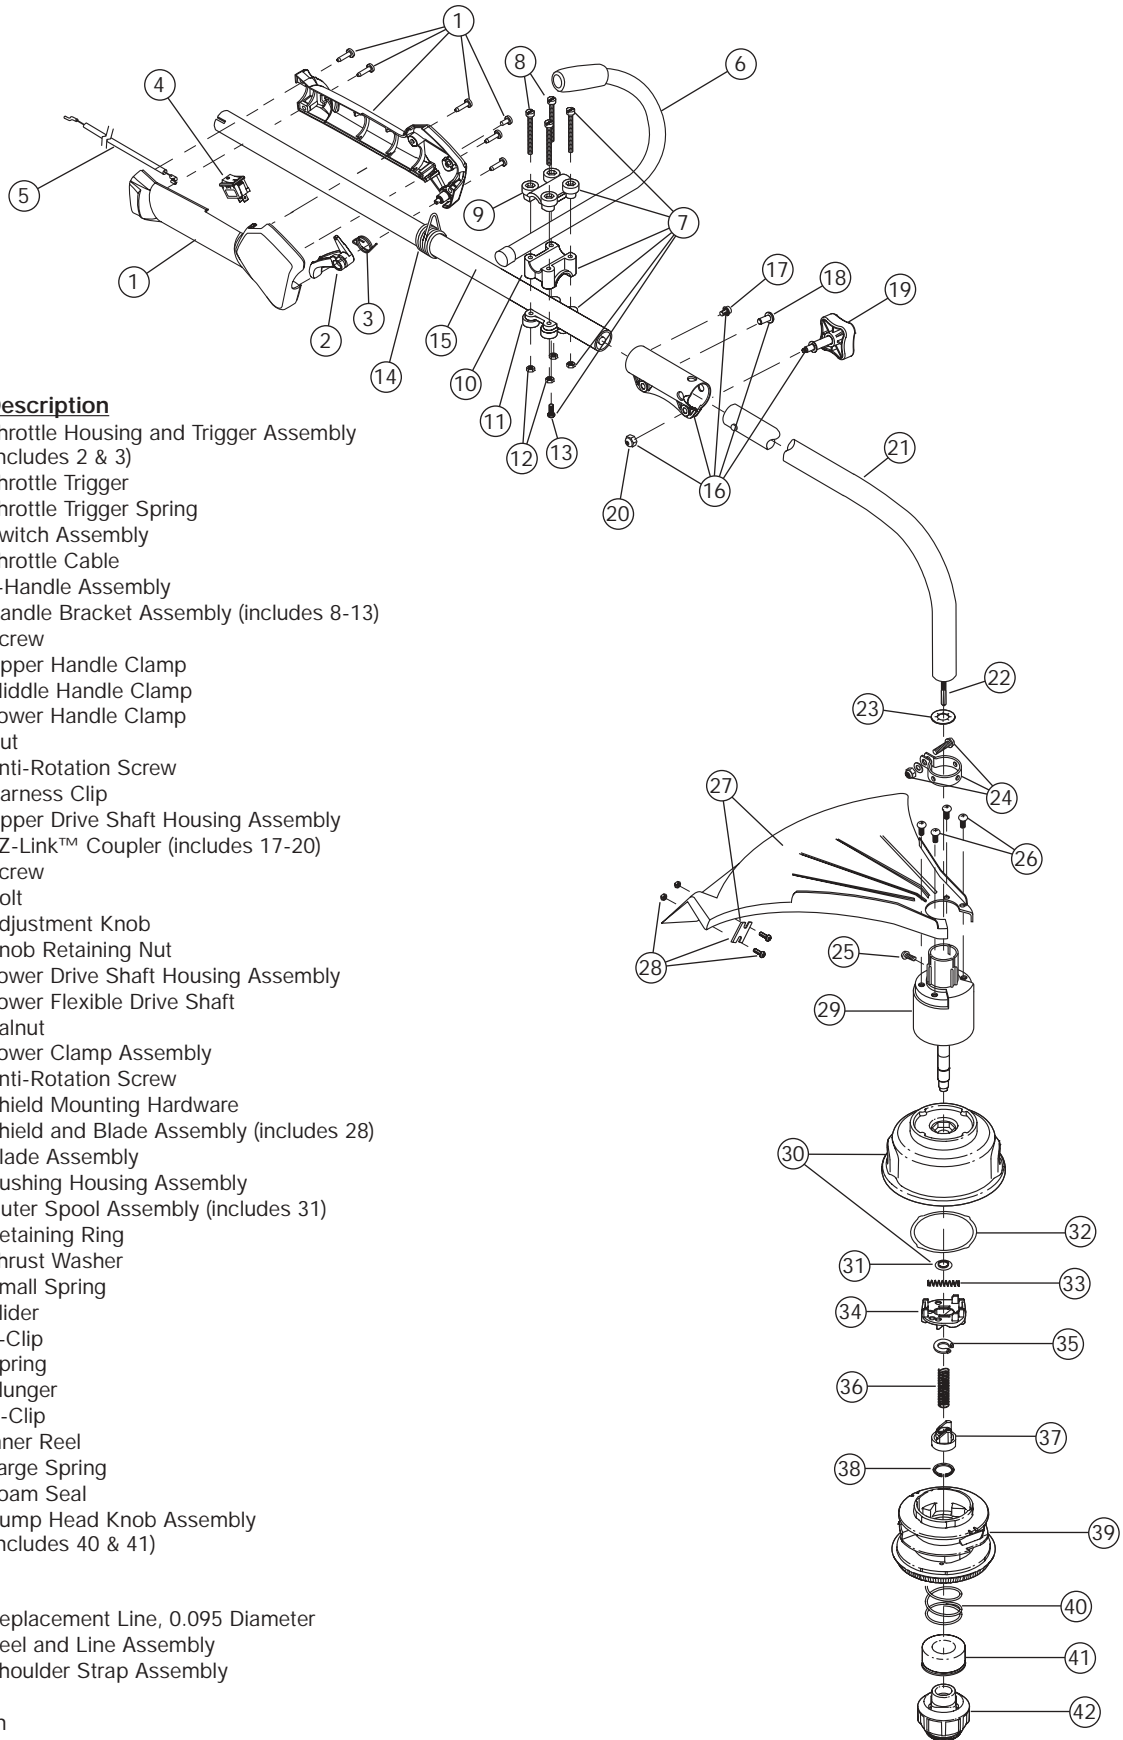 1
8
6
4
5
9
7
1
2
3
14
15
10
11
12
13
17
18
19
16
20
21
Description
hrottle Housing and Trigger Assembly
ncludes 2 & 3)
hrottle Trigger
hrottle Trigger Spring
witch Assembly
hrottle Cable
-Handle Assembly
andle Bracket Assembly (includes 8-13)
crew
pper Handle Clamp
iddle Handle Clamp
ower Handle Clamp
ut
nti-Rotation Screw
arness Clip
pper Drive Shaft Housing Assembly
Z-Link™ Coupler (includes 17-20)
crew
olt
djustment Knob
nob Retaining Nut
ower Drive Shaft Housing Assembly
ower Flexible Drive Shaft
alnut
ower Clamp Assembly
nti-Rotation Screw
hield Mounting Hardware
hield and Blade Assembly (includes 28)
lade Assembly
ushing Housing Assembly
uter Spool Assembly (includes 31)
etaining Ring
hrust Washer
mall Spring
lider
-Clip
pring
lunger
-Clip
nner Reel
arge Spring
oam Seal
ump Head Knob Assembly
ncludes 40 & 41)
eplacement Line, 0.095 Diameter
eel and Line Assembly
houlder Strap Assembly
n
22
23
24
27
26
28
25
29
30
32
31
33
34
35
36
37
38
39
40
41
42